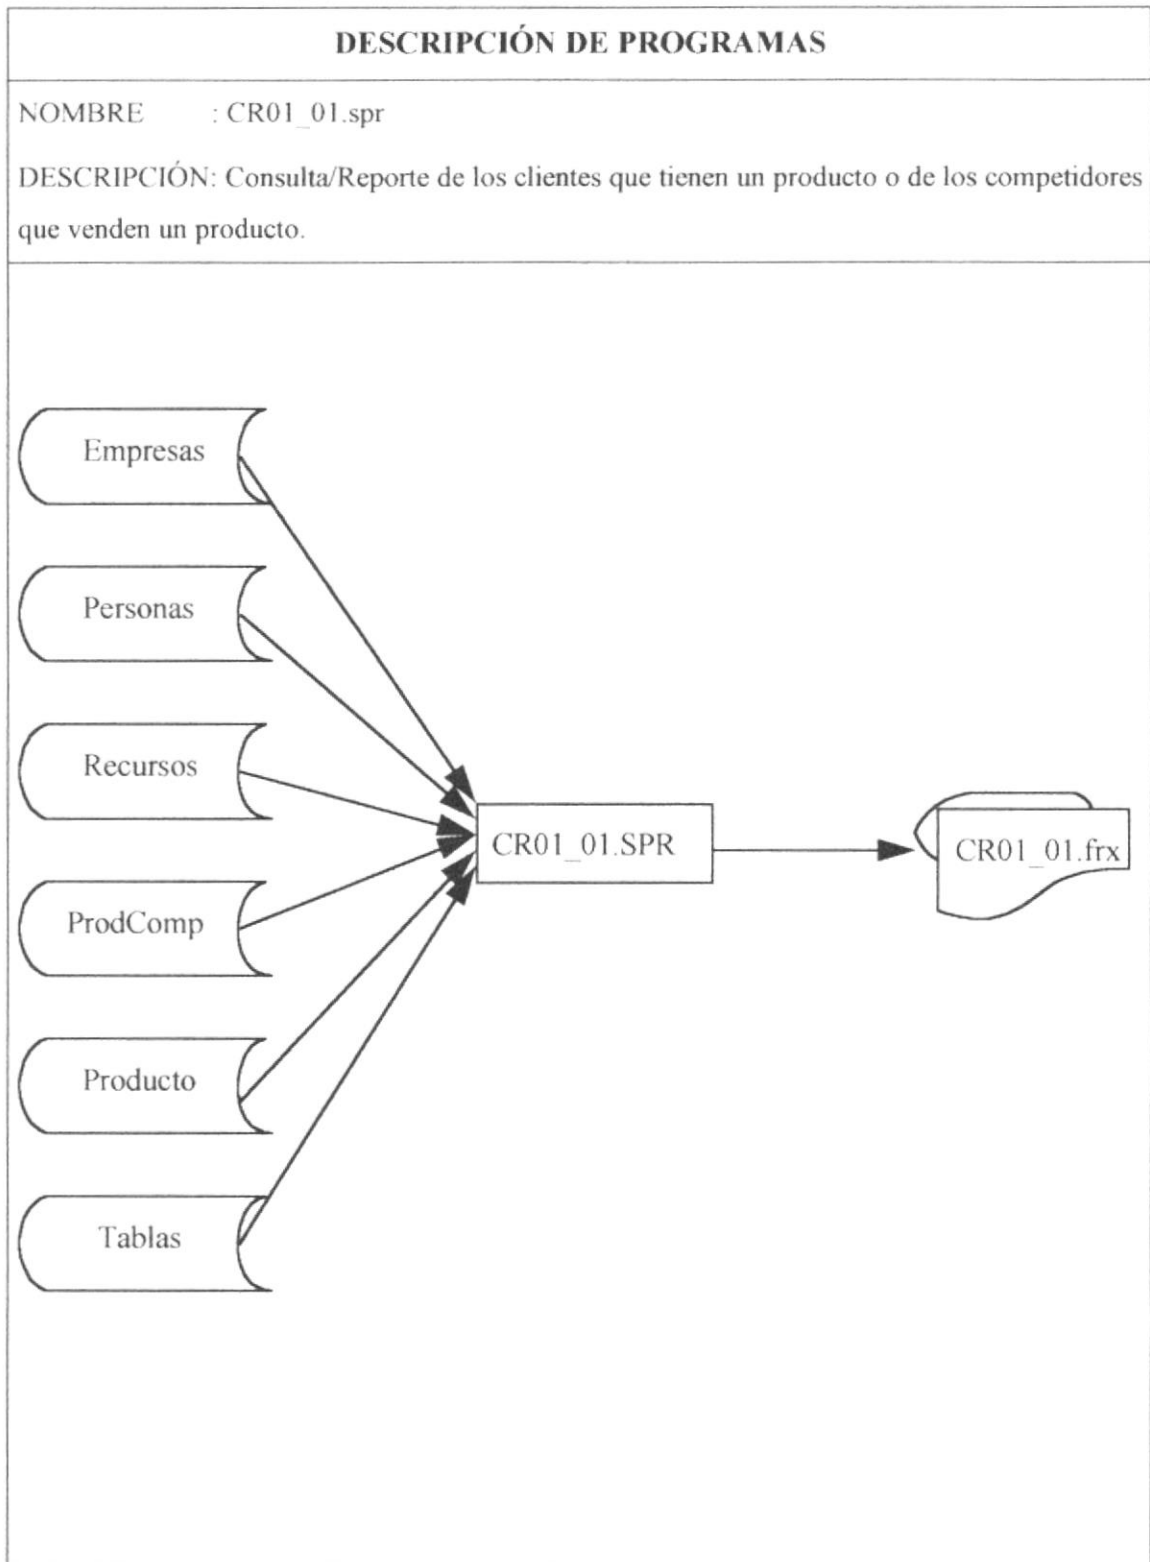 DESCRIPCIÓN DE PROGRAMAS
NOMBRE : CR01_01.spr
DESCRIPCIÓN: Consulta/Reporte de los clientes que tienen un producto o de los competidores
que venden un producto.
Empresas
Personas
Recursos
CR01_01.SPR
CR01_01.frx
ProdComp
Producto
Tablas